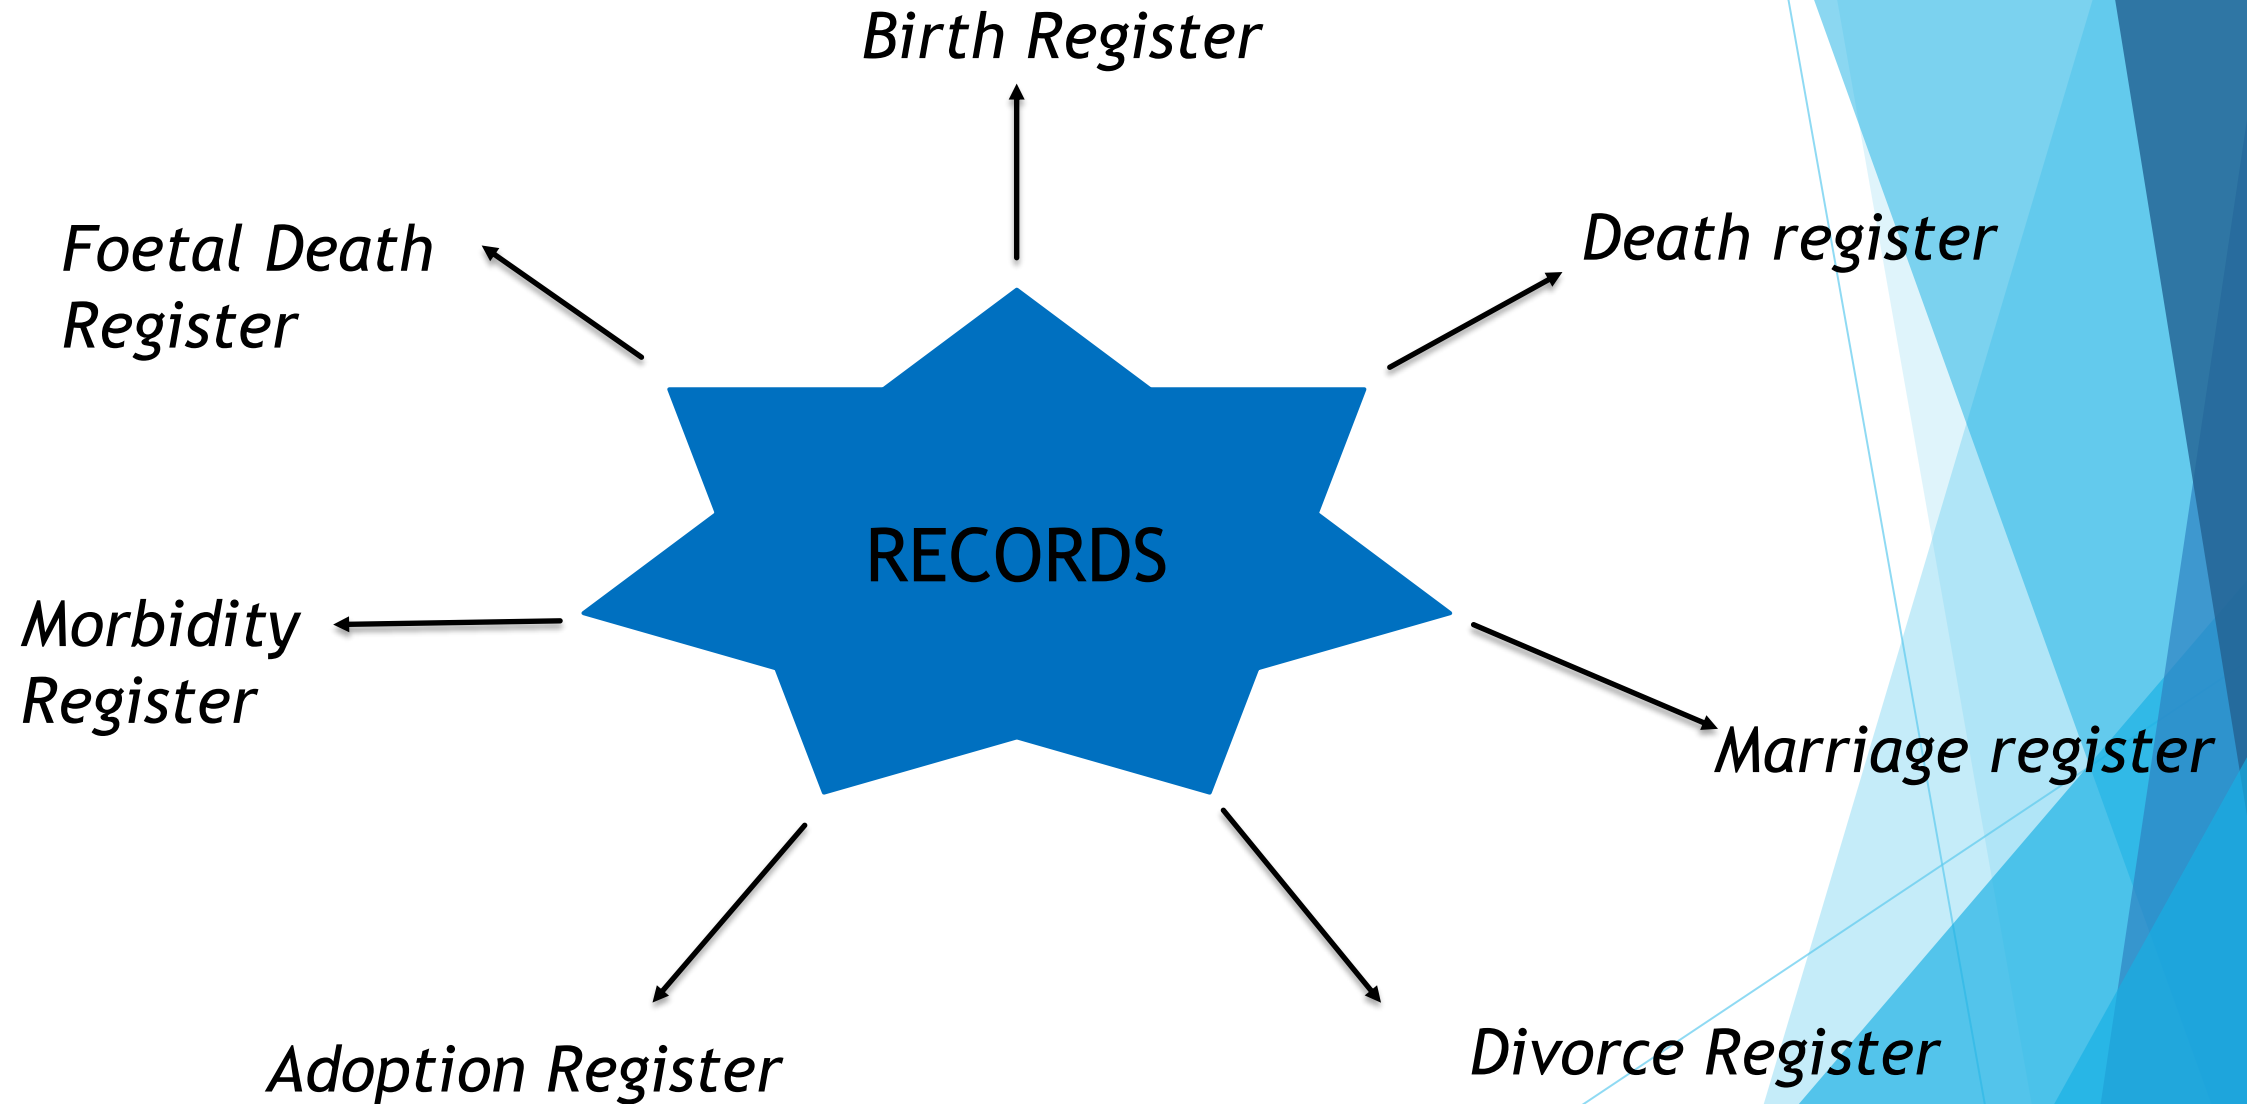 Birth Register
Death register
Foetal Death
Register
RECORDS
Morbidity
Register
Marriage register
Divorce Register
Adoption Register